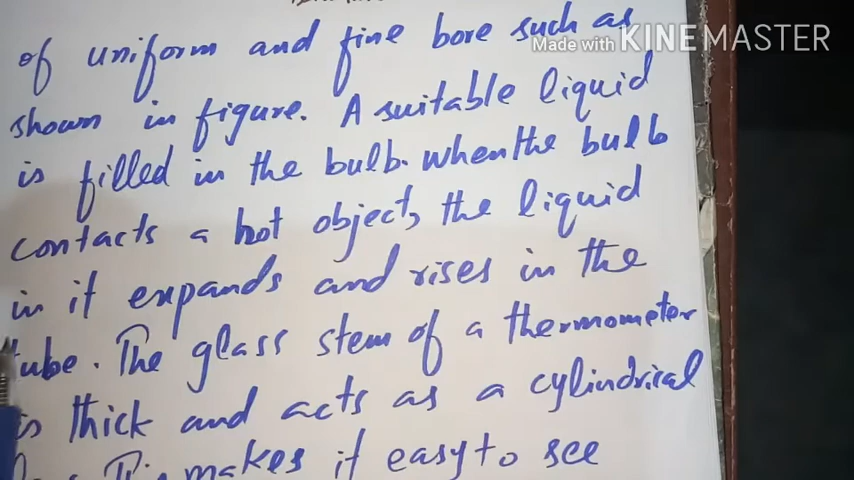 Made with KINEMASTER
of uniform and fine bore such as
shown in figure. A suitable liquid
is filled in the bulb. when the bulb
contacts a hot object, the liquid
in it expands and rises in the
tube. The glass stem of a thermometer
is thick and acts as a cylindrical
This makes it easy to see